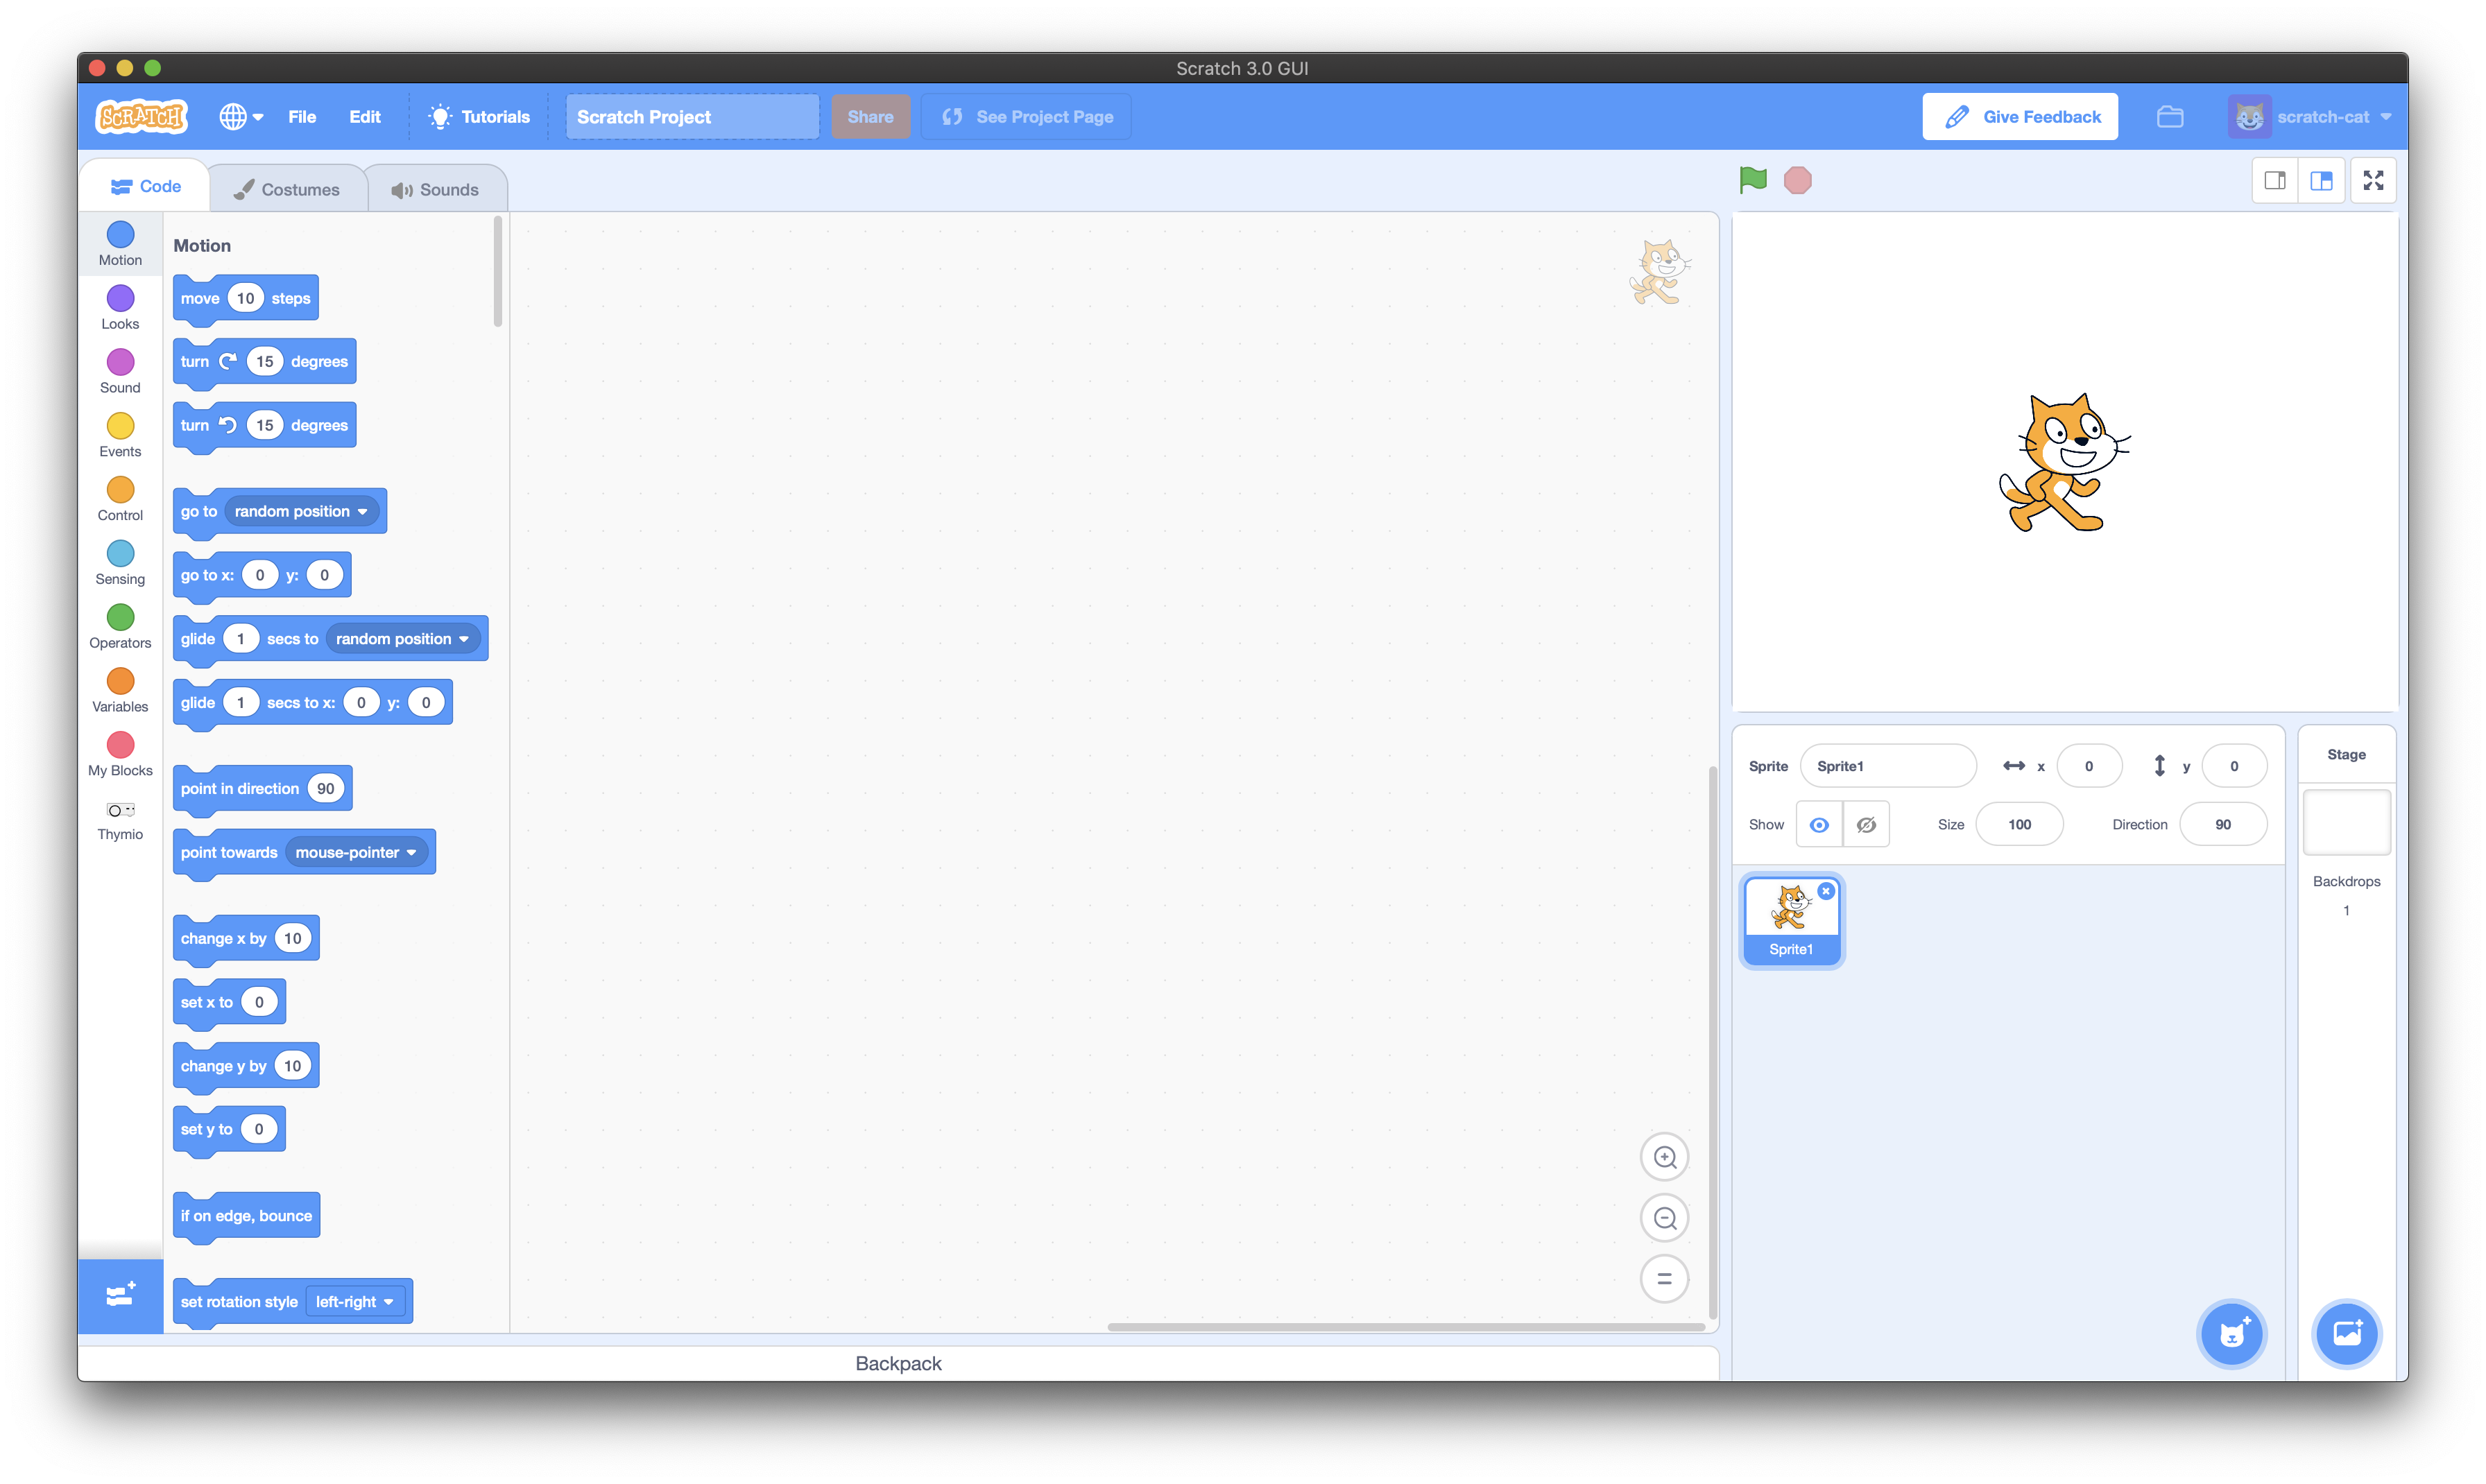 Scratch 3.0 GUI
SCRATCH File Edit Tutorials Scratch Project Share See Project Page Give Feedback scratch-cat
Code Costumes Sounds
Motion
Looks
Sound
Events
Control
Sensing
Operators
Variables
My Blocks
Thymio
Motion
move 10 steps
turn 15 degrees
turn 15 degrees
go to random position
go to x: 0 y: 0
glide 1 secs to random position
glide 1 secs to x: 0 y: 0
point in direction 90
point towards mouse-pointer
change x by 10
set x to 0
change y by 10
set y to 0
if on edge, bounce
set rotation style left-right
Backpack
Sprite Sprite1 x 0 y 0
Show Size 100 Direction 90
Sprite1
Stage
Backdrops
1